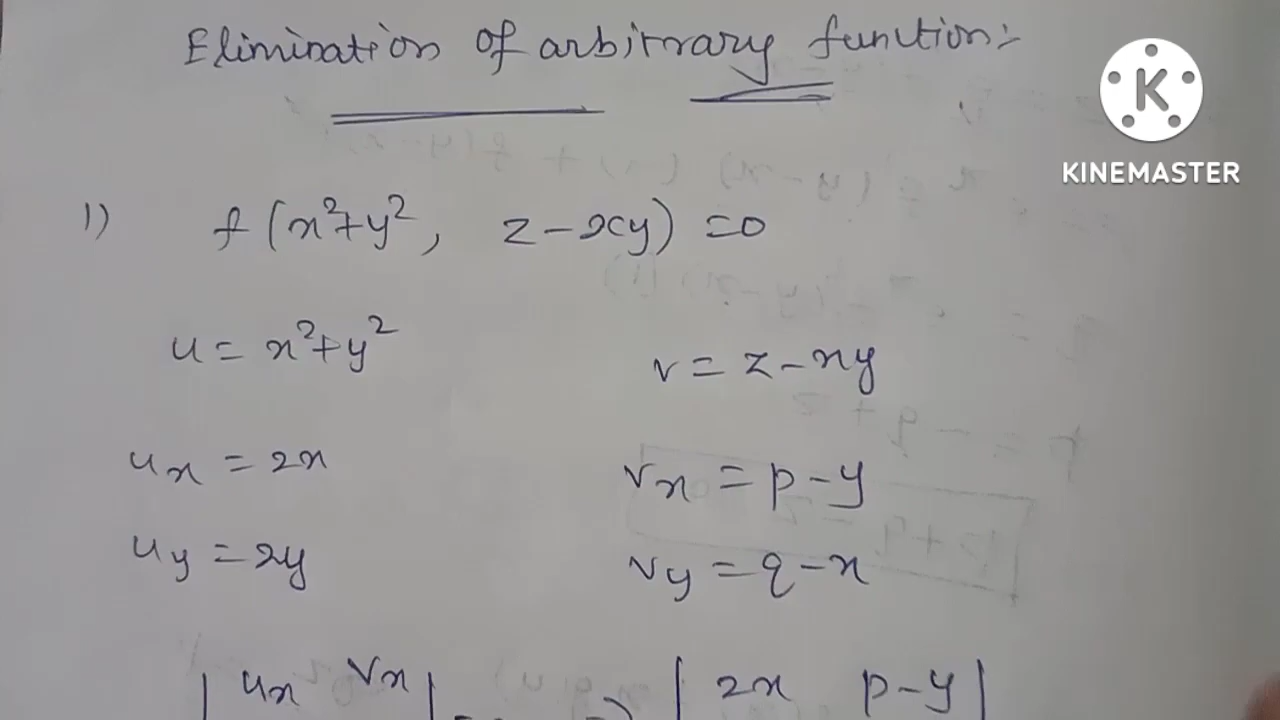 Elimination of arbitrary function:-
K
KINEMASTER
1) f(x²+y², z-xy) =0
u = x²+y² v = z-xy
ux = 2x vx = p-y
uy = 2y vy = q-x
| ux vx | | 2x p-y |